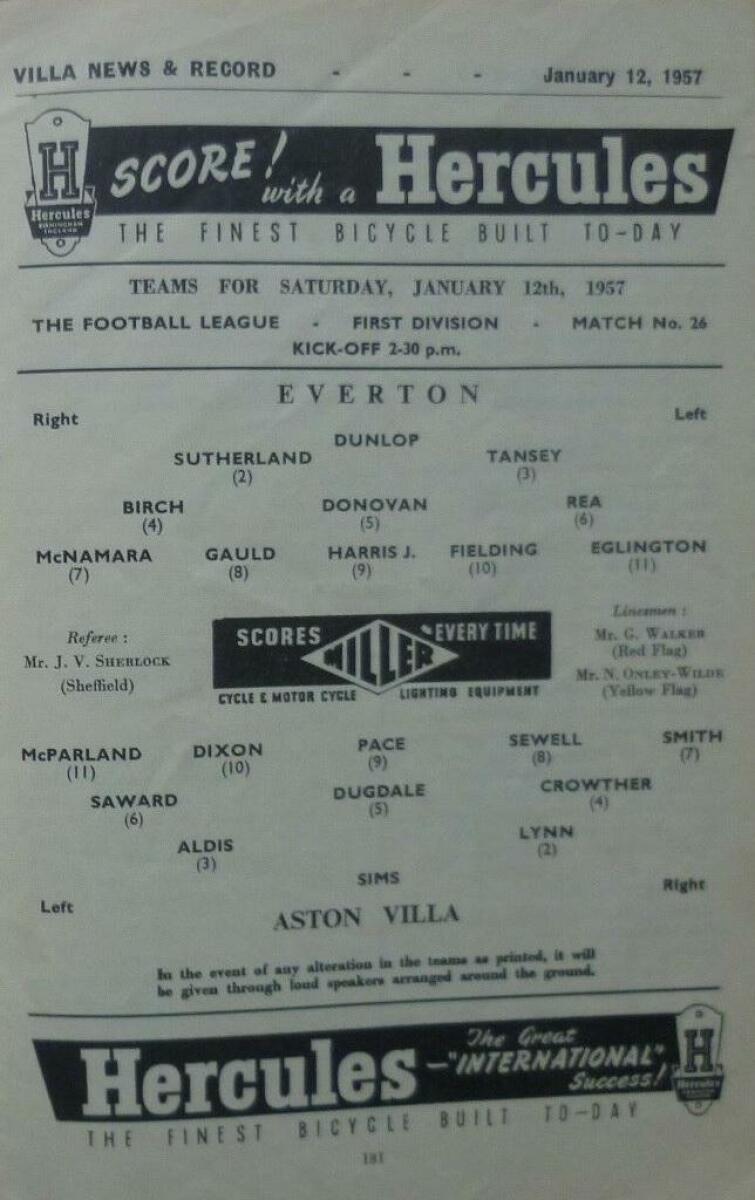 VILLA NEWS & RECORD - - - January 12, 1957
H
Hercules
BIRMINGHAM
ENGLAND
SCORE! with a Hercules
THE FINEST BICYCLE BUILT TO-DAY
TEAMS FOR SATURDAY, JANUARY 12th, 1957
THE FOOTBALL LEAGUE - FIRST DIVISION - MATCH No. 26
KICK-OFF 2-30 p.m.
EVERTON
Right Left
DUNLOP
SUTHERLAND TANSEY
(2) (3)
BIRCH DONOVAN REA
(4) (5) (6)
McNAMARA GAULD HARRIS J. FIELDING EGLINGTON
(7) (8) (9) (10) (11)
Referee :
Mr. J. V. SHERLOCK
(Sheffield)
SCORES MILLER EVERY TIME
CYCLE & MOTOR CYCLE LIGHTING EQUIPMENT
Linesmen :
Mr. G. WALKER
(Red Flag)
Mr. N. ONLEY-WILDE
(Yellow Flag)
McPARLAND DIXON PACE SEWELL SMITH
(11) (10) (9) (8) (7)
SAWARD DUGDALE CROWTHER
(6) (5) (4)
ALDIS LYNN
(3) (2)
SIMS
Left Right
ASTON VILLA
In the event of any alteration in the teams as printed, it will
be given through loud speakers arranged around the ground.
Hercules
The Great
–"INTERNATIONAL"
Success!
H
Hercules
THE FINEST BICYCLE BUILT TO-DAY
181